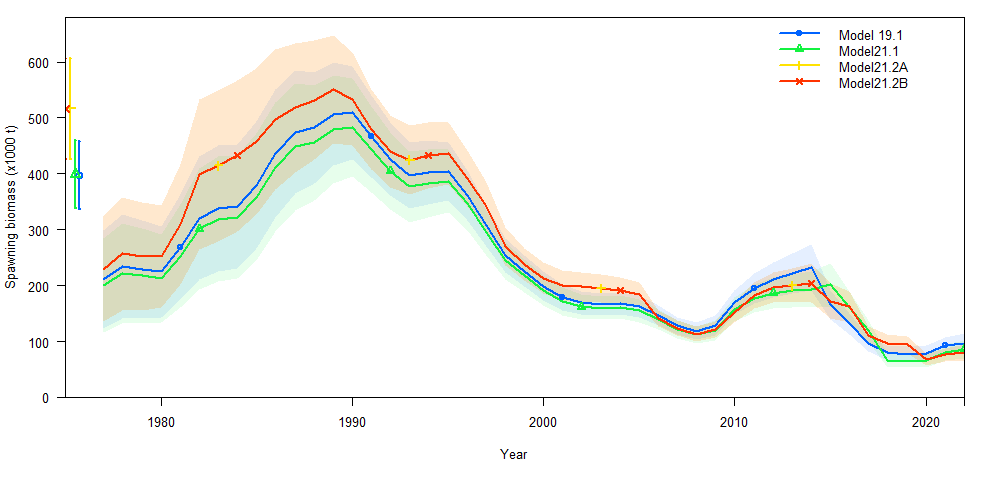 Model 19.1
Model21.1
Model21.2A
Model21.2B
600
500
400
300
200
100
0
Spawning biomass (x1000 t)
1980 1990 2000 2010 2020
Year